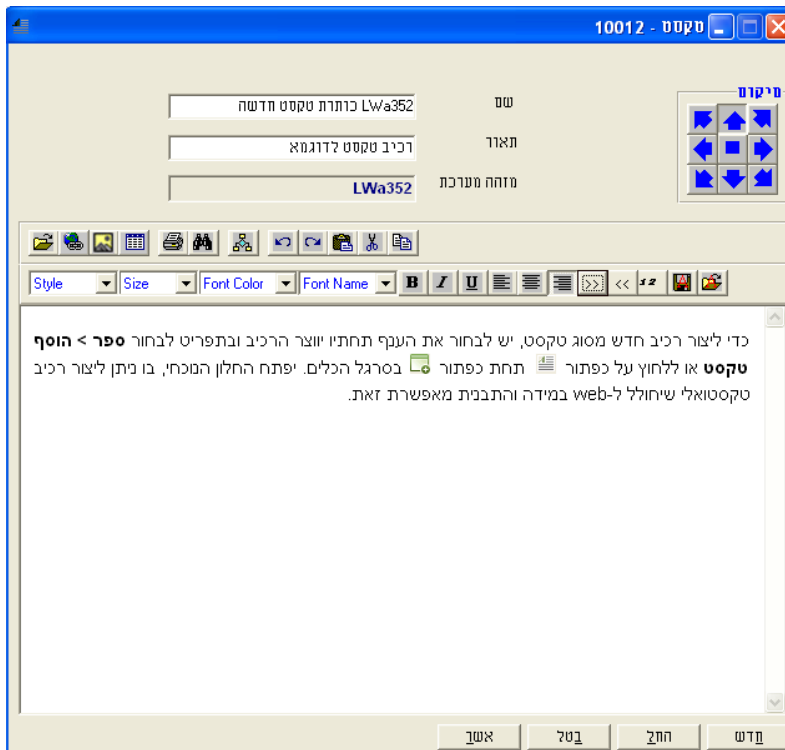 טקסט - 10012
מיקום
שם
LWa352 כותרת טקסט חדשה
תאור
רכיב טקסט לדוגמא
מזהה מערכת
LWa352
Style Size Font Color Font Name B I U >> << 12 A
כדי ליצור רכיב חדש מסוג טקסט, יש לבחור את הענף תחתיו יווצר הרכיב ובתפריט לבחור ספר > הוסף
טקסט או ללחוץ על כפתור תחת כפתור בסרגל הכלים. יפתח החלון הנוכחי, בו ניתן ליצור רכיב
טקסטואלי שיחולל ל-web במידה והתבנית מאפשרת זאת.
חדש החל בטל אשר